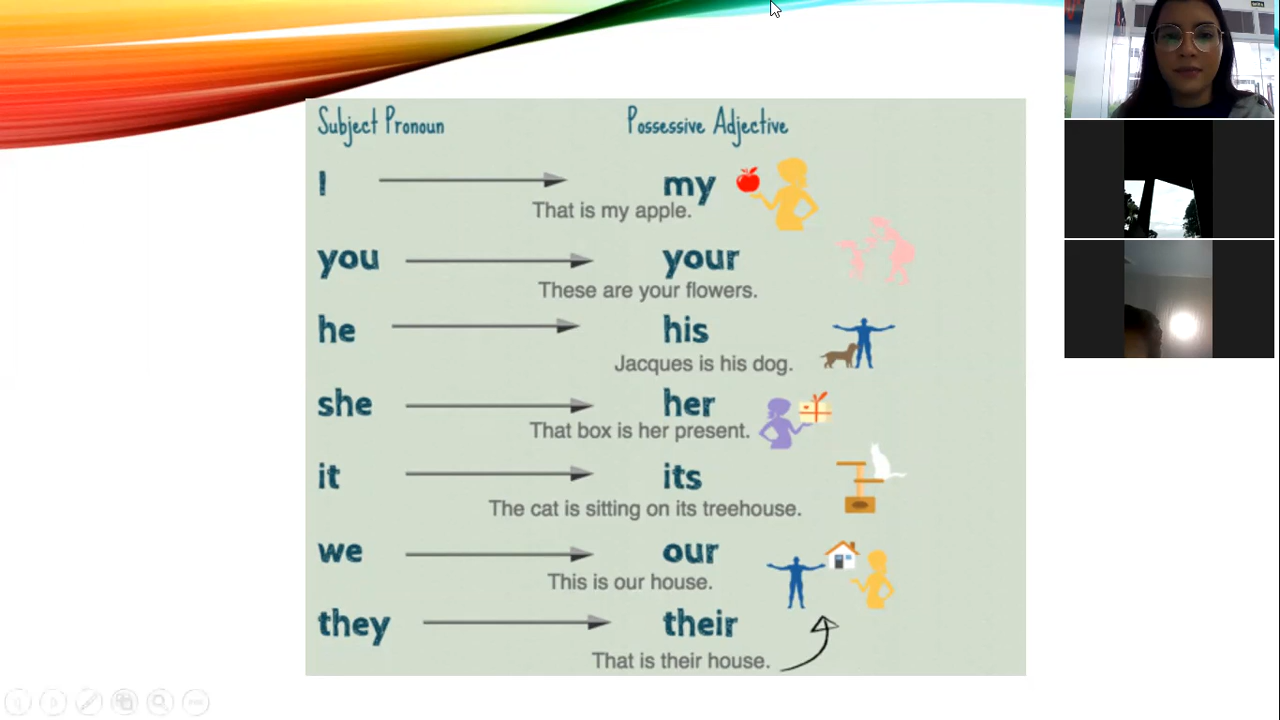 Subject Pronoun Possessive Adjective
I my
That is my apple.
you your
These are your flowers.
he his
Jacques is his dog.
she her
That box is her present.
it its
The cat is sitting on its treehouse.
we our
This is our house.
they their
That is their house.